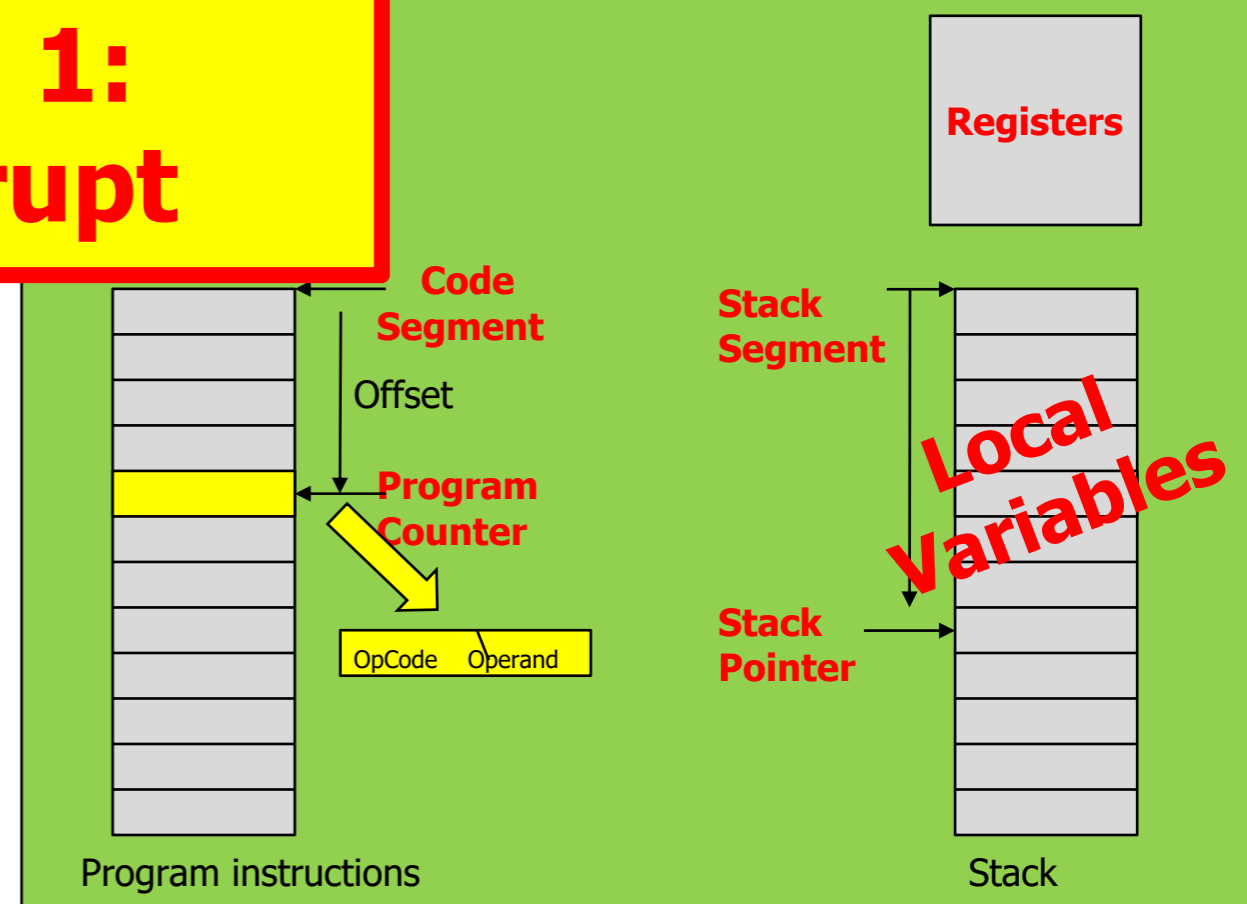 1:
rupt
Registers
Code
Segment
Offset
Program
Counter
OpCode Operand
Program instructions
Stack
Segment
Local
Variables
Stack
Pointer
Stack